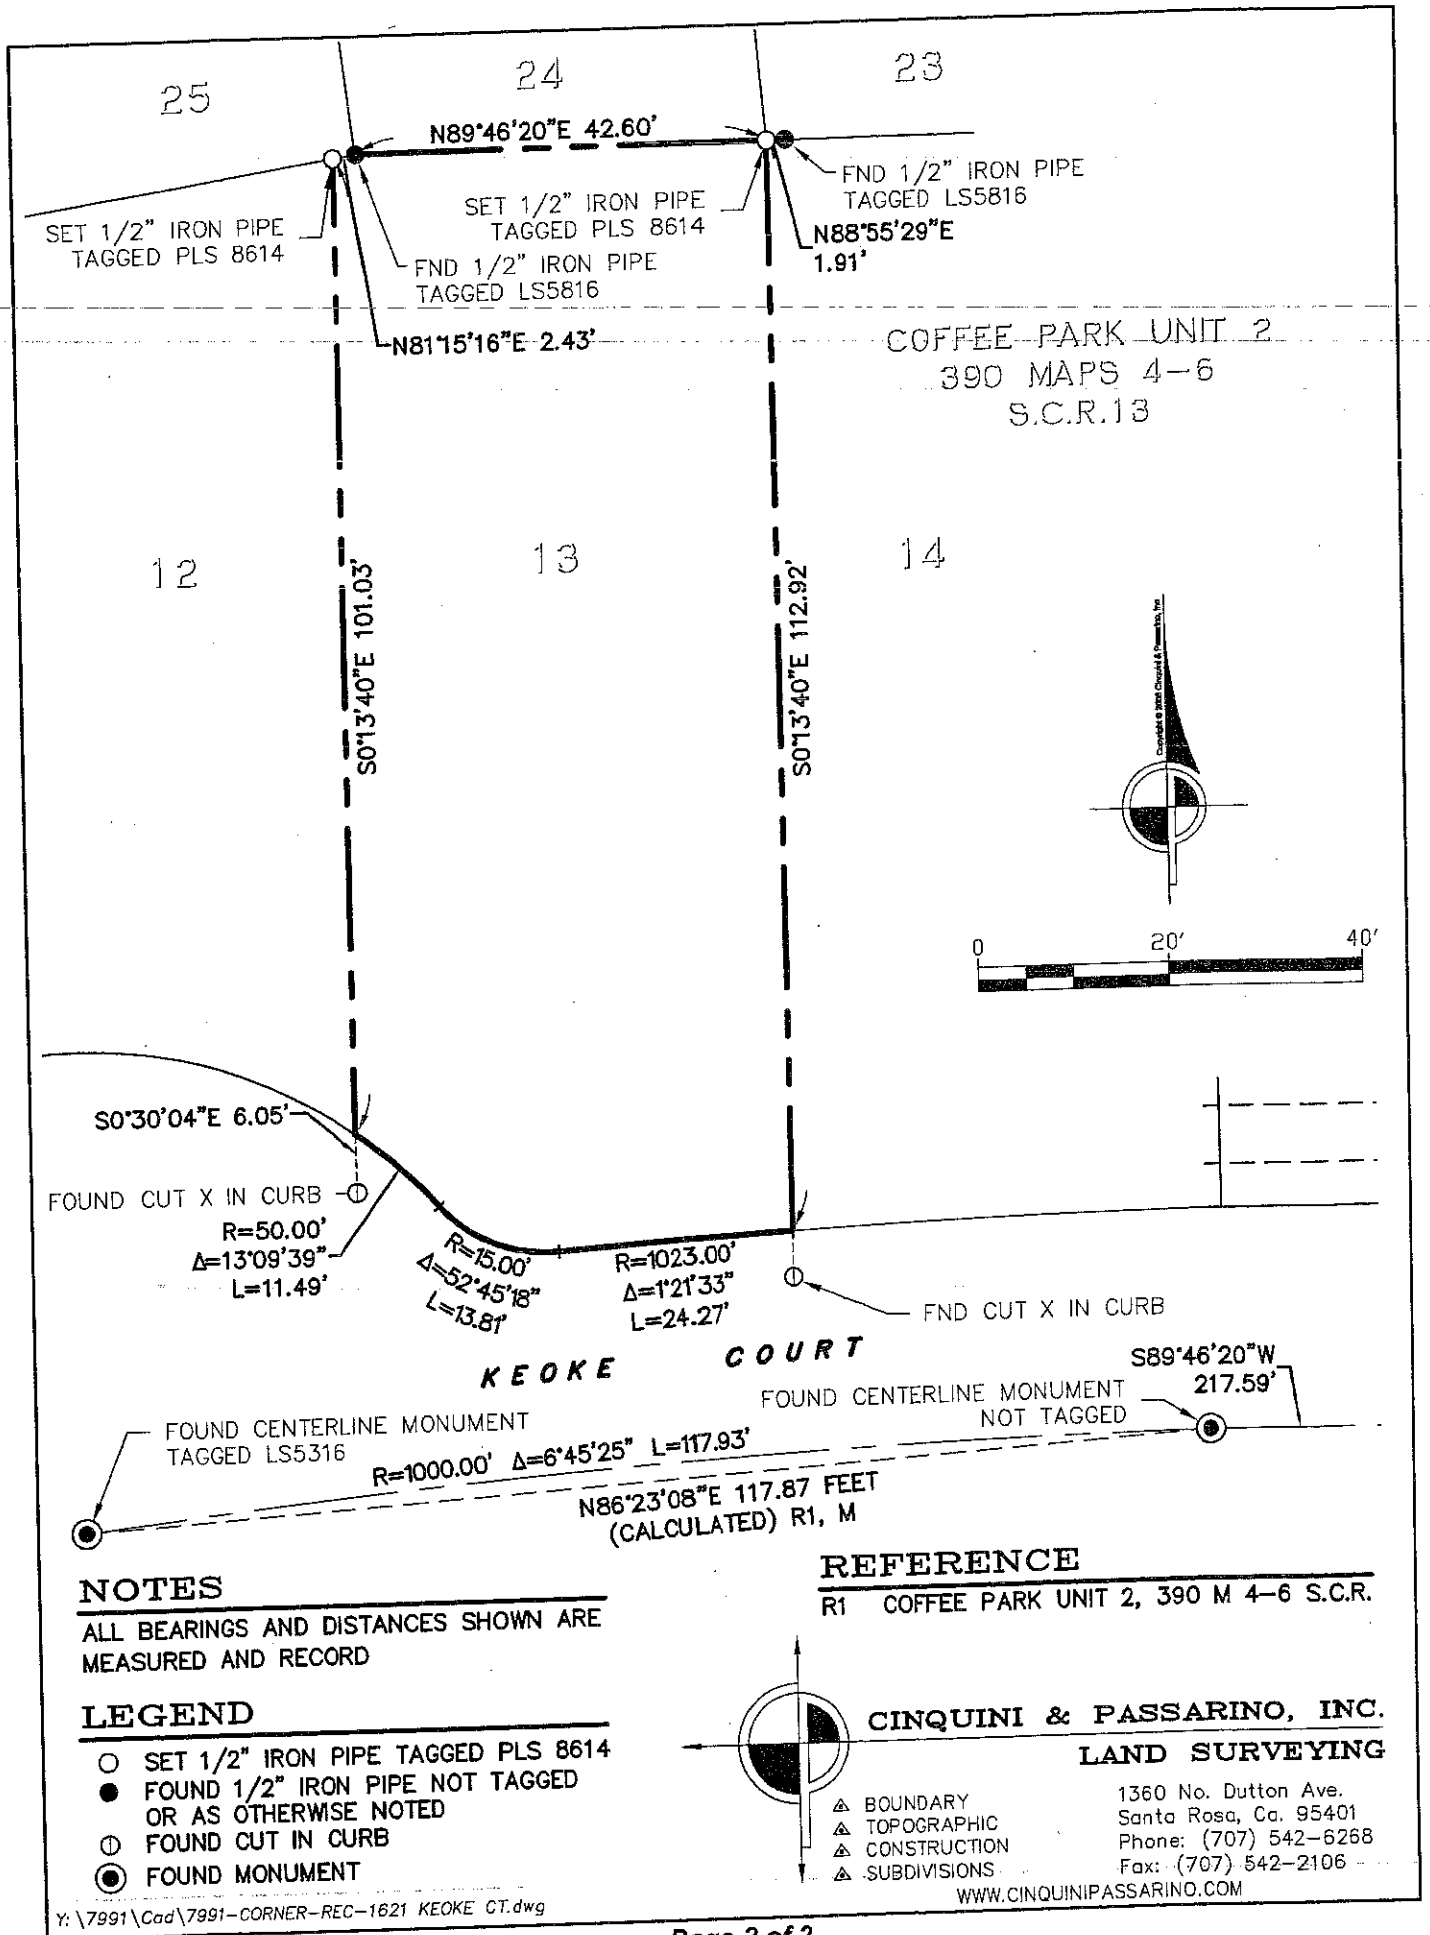 25
24
23
N89°46'20"E 42.60'
FND 1/2" IRON PIPE
TAGGED LS5816
SET 1/2" IRON PIPE
TAGGED PLS 8614
SET 1/2" IRON PIPE
TAGGED PLS 8614
N88°55'29"E
1.91'
FND 1/2" IRON PIPE
TAGGED LS5816
N81°15'16"E 2.43'
COFFEE PARK UNIT 2
390 MAPS 4-6
S.C.R.13
12
13
14
S0°13'40"E 101.03'
S0°13'40"E 112.92'
Copyright © 2008 Cinquini & Passarino, Inc
0 20' 40'
S0°30'04"E 6.05'
FOUND CUT X IN CURB
R=50.00'
Δ=13°09'39"
L=11.49'
R=15.00'
Δ=52°45'18"
L=13.81'
R=1023.00'
Δ=1°21'33"
L=24.27'
FND CUT X IN CURB
KEOKE COURT
S89°46'20"W
217.59'
FOUND CENTERLINE MONUMENT
NOT TAGGED
FOUND CENTERLINE MONUMENT
TAGGED LS5316
R=1000.00' Δ=6°45'25" L=117.93'
N86°23'08"E 117.87 FEET
(CALCULATED) R1, M
NOTES
ALL BEARINGS AND DISTANCES SHOWN ARE
MEASURED AND RECORD
REFERENCE
R1 COFFEE PARK UNIT 2, 390 M 4-6 S.C.R.
LEGEND
SET 1/2" IRON PIPE TAGGED PLS 8614
FOUND 1/2" IRON PIPE NOT TAGGED
OR AS OTHERWISE NOTED
FOUND CUT IN CURB
FOUND MONUMENT
CINQUINI & PASSARINO, INC.
LAND SURVEYING
BOUNDARY
TOPOGRAPHIC
CONSTRUCTION
SUBDIVISIONS
1360 No. Dutton Ave.
Santa Rosa, Ca. 95401
Phone: (707) 542-6268
Fax: (707) 542-2106
WWW.CINQUINIPASSARINO.COM
Y:\7991\Cad\7991-CORNER-REC-1621 KEOKE CT.dwg